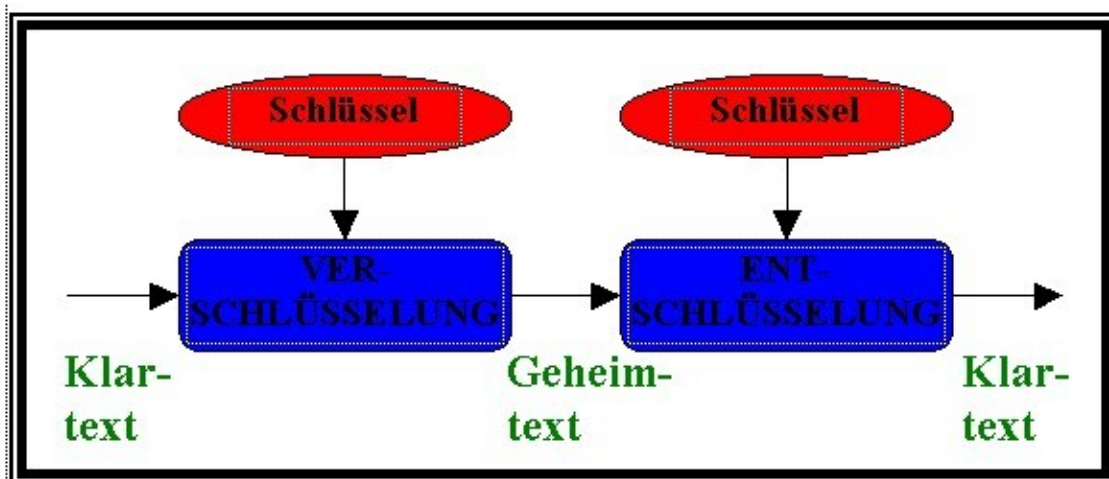 Schlüssel
Schlüssel
VER-
SCHLÜSSELUNG
ENT-
SCHLÜSSELUNG
Klar-
text
Geheim-
text
Klar-
text